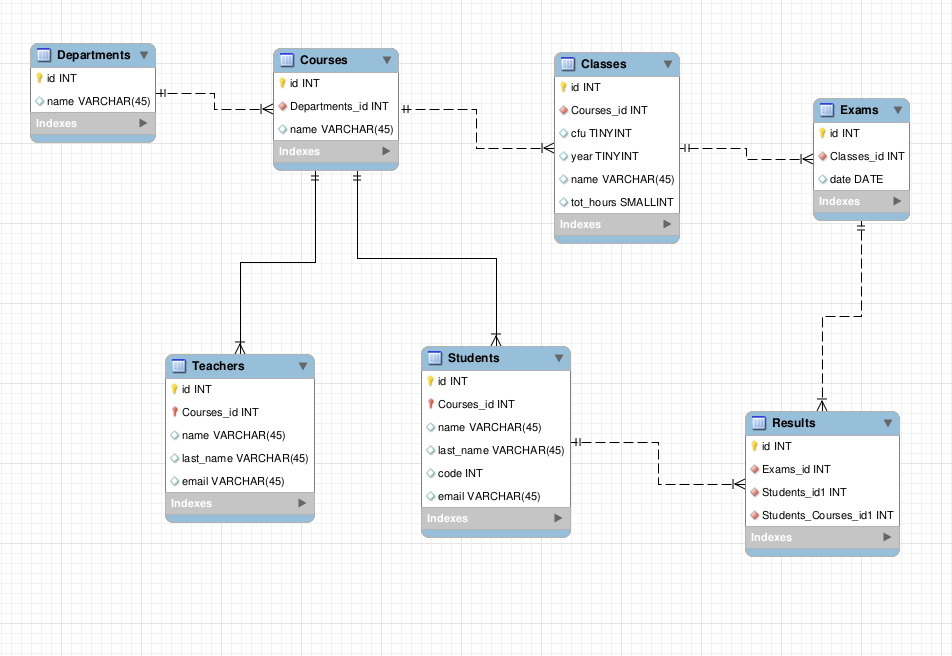 Departments
id INT
name VARCHAR(45)
Indexes
Courses
id INT
Departments_id INT
name VARCHAR(45)
Indexes
Classes
id INT
Courses_id INT
cfu TINYINT
year TINYINT
name VARCHAR(45)
tot_hours SMALLINT
Indexes
Exams
id INT
Classes_id INT
date DATE
Indexes
Teachers
id INT
Courses_id INT
name VARCHAR(45)
last_name VARCHAR(45)
email VARCHAR(45)
Indexes
Students
id INT
Courses_id INT
name VARCHAR(45)
last_name VARCHAR(45)
code INT
email VARCHAR(45)
Indexes
Results
id INT
Exams_id INT
Students_id1 INT
Students_Courses_id1 INT
Indexes